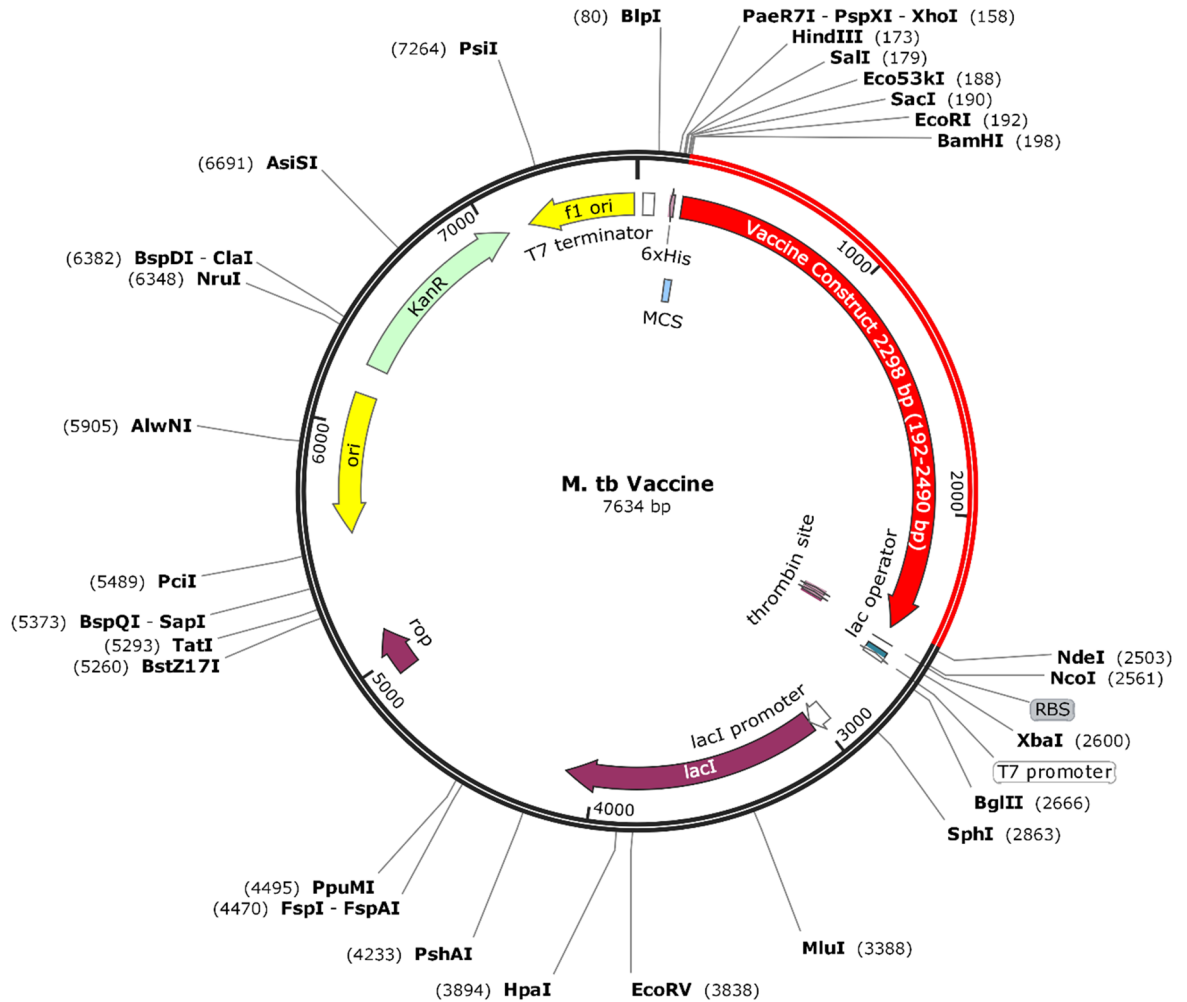 (80) BlpI
PaeR7I - PspXI - XhoI (158)
HindIII (173)
SalI (179)
Eco53kI (188)
SacI (190)
EcoRI (192)
BamHI (198)
(7264) PsiI
(6691) AsiSI
(6382) BspDI - ClaI
(6348) NruI
(5905) AlwNI
(5489) PciI
(5373) BspQI - SapI
(5293) TatI
(5260) BstZ17I
(4495) PpuMI
(4470) FspI - FspAI
(4233) PshAI
(3894) HpaI
EcoRV (3838)
MluI (3388)
SphI (2863)
BglII (2666)
T7 promoter
XbaI (2600)
RBS
NcoI (2561)
NdeI (2503)
1000
2000
3000
4000
5000
6000
7000
f1 ori
T7 terminator
6xHis
MCS
Vaccine Construct 2298 bp (192-2490 bp)
KanR
ori
M. tb Vaccine
7634 bp
thrombin site
lac operator
lacI promoter
lacI
rop